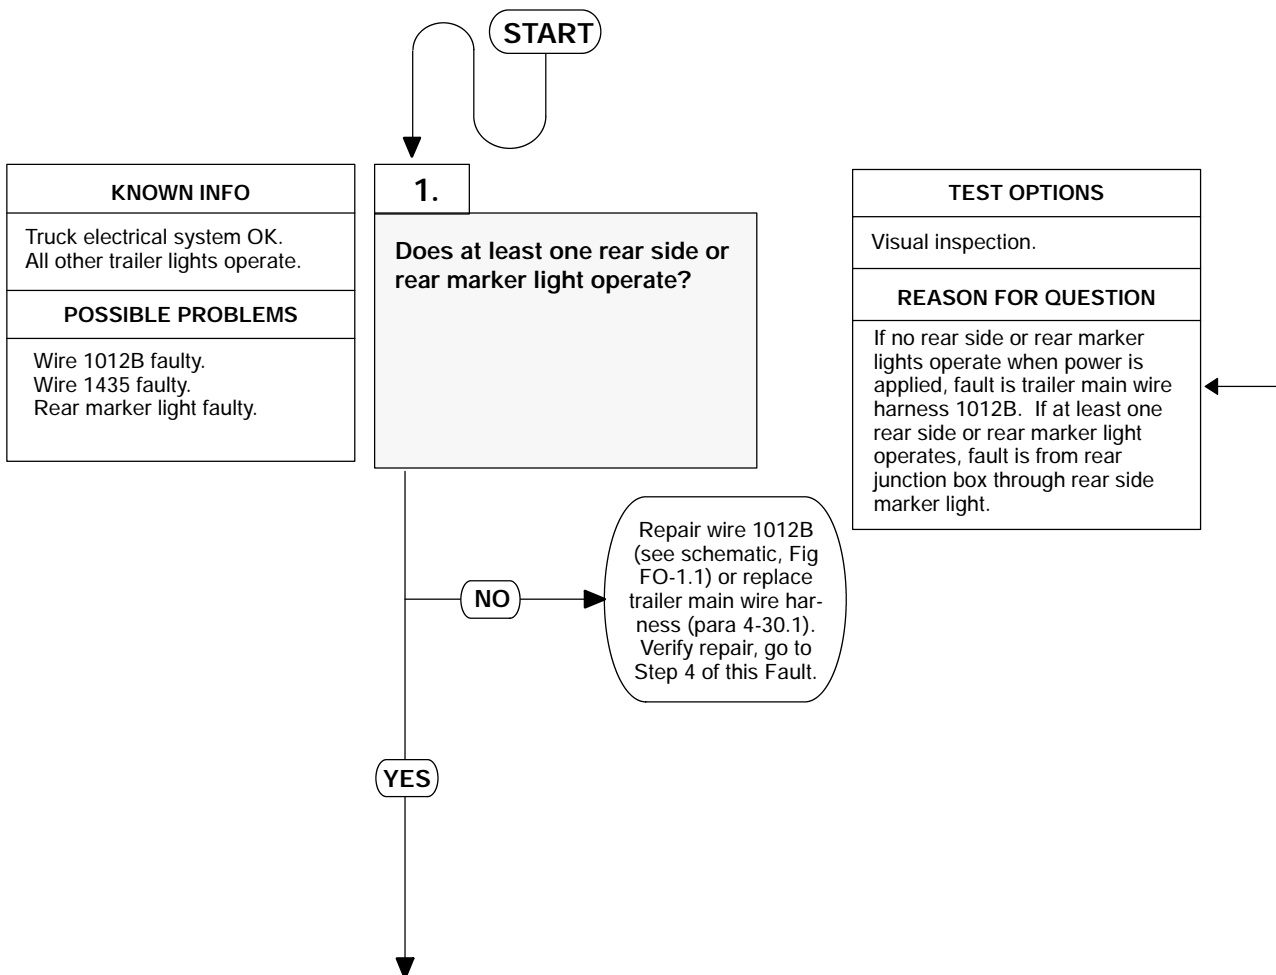 START
KNOWN INFO
Truck electrical system OK.
All other trailer lights operate.
POSSIBLE PROBLEMS
Wire 1012B faulty.
Wire 1435 faulty.
Rear marker light faulty.
1.
Does at least one rear side or
rear marker light operate?
TEST OPTIONS
Visual inspection.
REASON FOR QUESTION
If no rear side or rear marker
lights operate when power is
applied, fault is trailer main wire
harness 1012B.  If at least one
rear side or rear marker light
operates, fault is from rear
junction box through rear side
marker light.
NO
Repair wire 1012B
(see schematic, Fig
FO-1.1) or replace
trailer main wire har-
ness (para 4-30.1).
Verify repair, go to
Step 4 of this Fault.
YES